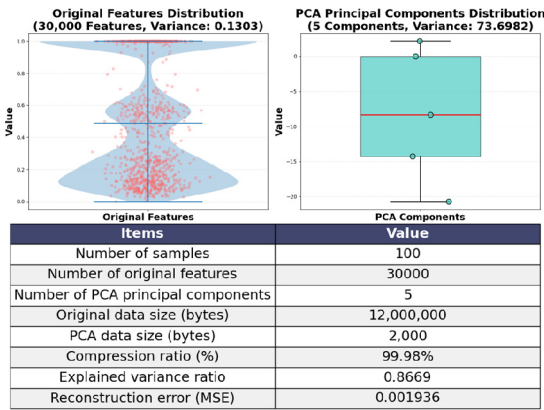 Original Features Distribution
(30,000 Features, Variance: 0.1303)
Value
1.0
0.8
0.6
0.4
0.2
0.0
Original Features
PCA Principal Components Distribution
(5 Components, Variance: 73.6982)
Value
0
−5
−10
−15
−20
PCA Components
Items Value
Number of samples 100
Number of original features 30000
Number of PCA principal components 5
Original data size (bytes) 12,000,000
PCA data size (bytes) 2,000
Compression ratio (%) 99.98%
Explained variance ratio 0.8669
Reconstruction error (MSE) 0.001936